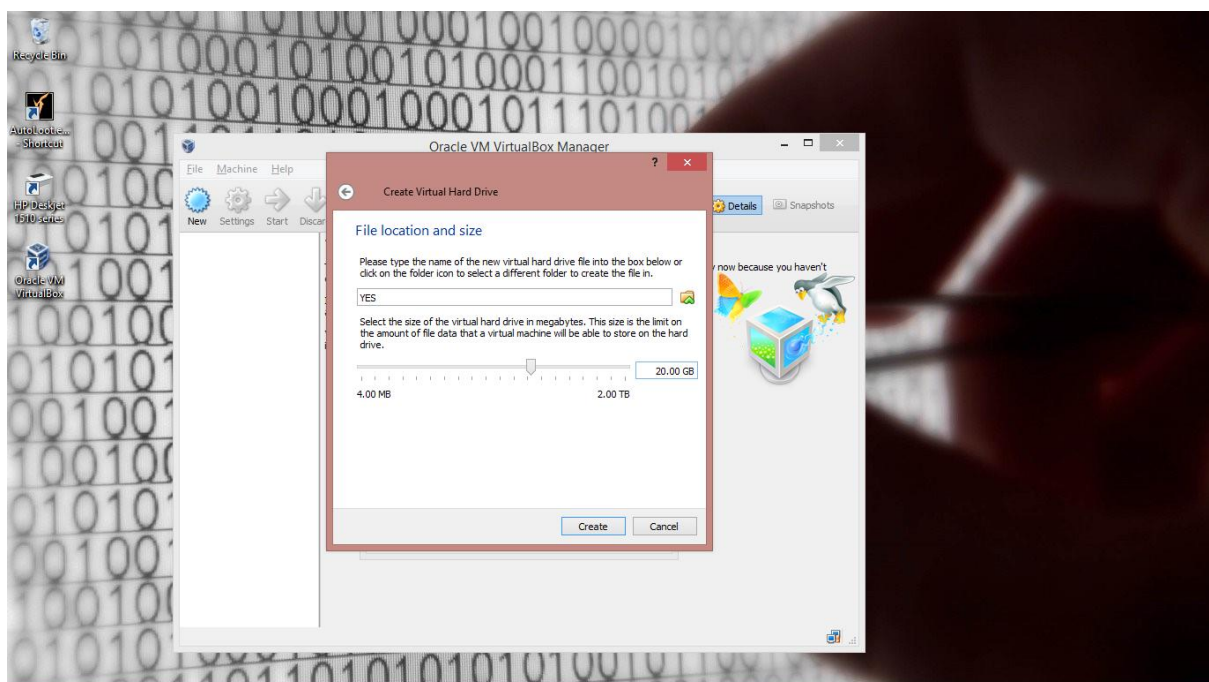 Recycle Bin
AutoLoot.e...
- Shortcut
HP Deskjet
1510 series
Oracle VM
VirtualBox
Oracle VM VirtualBox Manager
File Machine Help
New Settings Start Discar
Details Snapshots
now because you haven't
? ×
Create Virtual Hard Drive
File location and size
Please type the name of the new virtual hard drive file into the box below or
click on the folder icon to select a different folder to create the file in.
YES
Select the size of the virtual hard drive in megabytes. This size is the limit on
the amount of file data that a virtual machine will be able to store on the hard
drive.
20.00 GB
4.00 MB 2.00 TB
Create Cancel